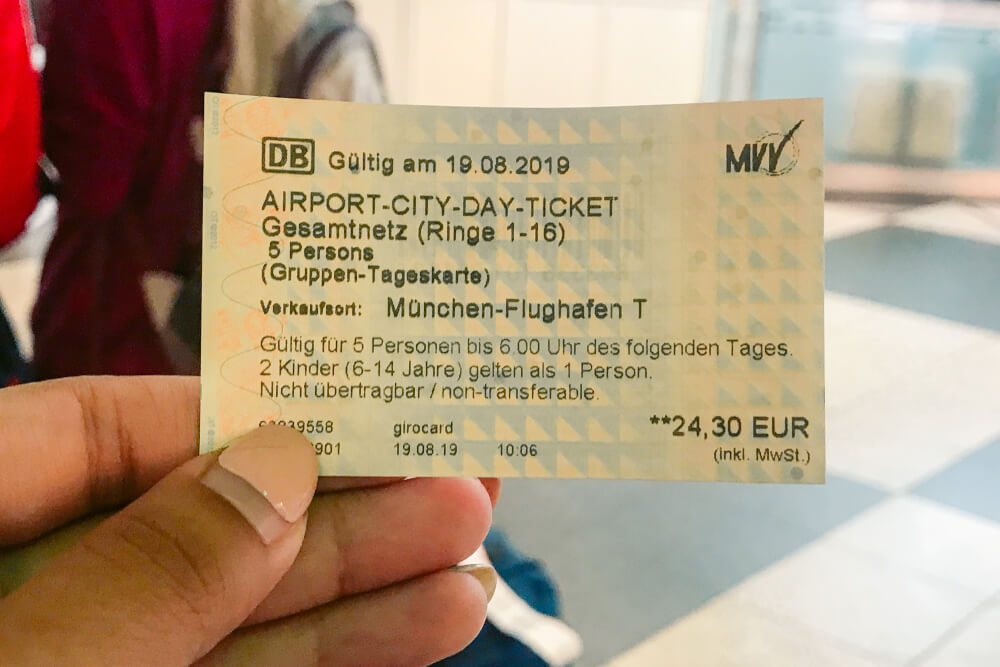 DB Gültig am 19.08.2019 MVV
AIRPORT-CITY-DAY-TICKET
Gesamtnetz (Ringe 1-16)
5 Persons
(Gruppen-Tageskarte)
Verkaufsort: München-Flughafen T
Gültig für 5 Personen bis 6.00 Uhr des folgenden Tages.
2 Kinder (6-14 Jahre) gelten als 1 Person.
Nicht übertragbar / non-transferable.
girocard **24,30 EUR
19.08.19 10:06 (inkl. MwSt.)